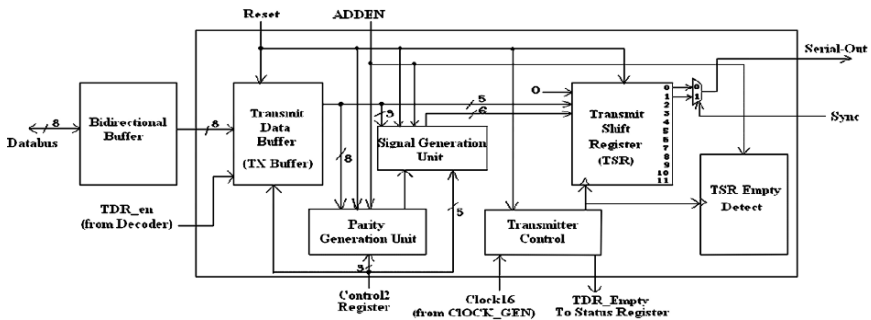 Reset
ADDEN
Serial-Out
8
Databus
Bidirectional
Buffer
8
Transmit
Data
Buffer
(TX Buffer)
TDR_en
(from Decoder)
8
3
Signal Generation
Unit
5
6
O
Transmit
Shift
Register
(TSR)
0
1
2
3
4
5
6
7
8
9
10
11
0
1
Sync
TSR Empty
Detect
Parity
Generation Unit
5
3
Transmitter
Control
Control2
Register
Clock16
(from ClOCK_GEN)
TDR_Empty
To Status Register